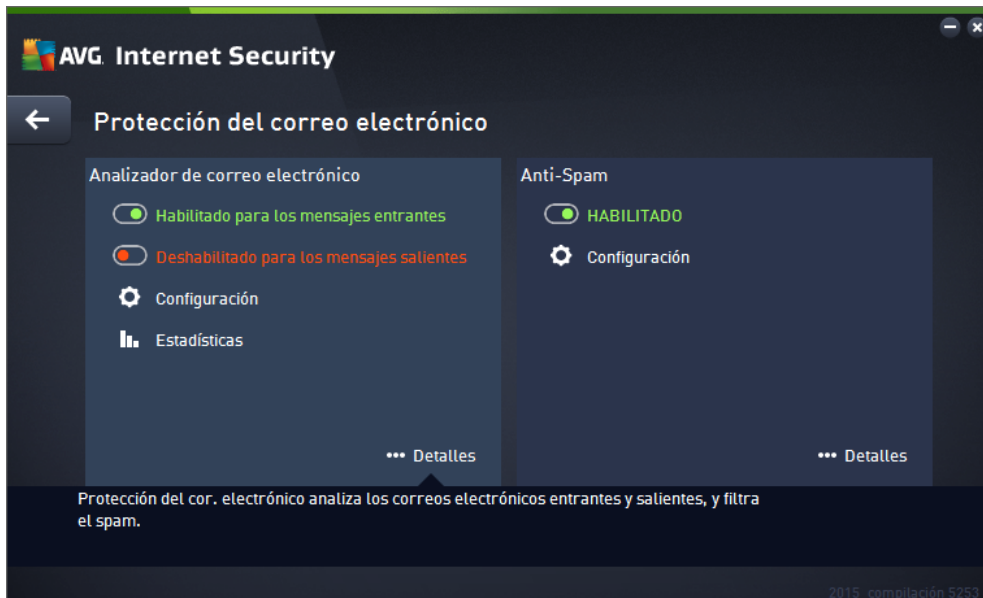 AVG. Internet Security
Protección del correo electrónico
Analizador de correo electrónico
Habilitado para los mensajes entrantes
Deshabilitado para los mensajes salientes
Configuración
Estadísticas
Detalles
Anti-Spam
HABILITADO
Configuración
Detalles
Protección del cor. electrónico analiza los correos electrónicos entrantes y salientes, y filtra
el spam.
2015 compilación 5253